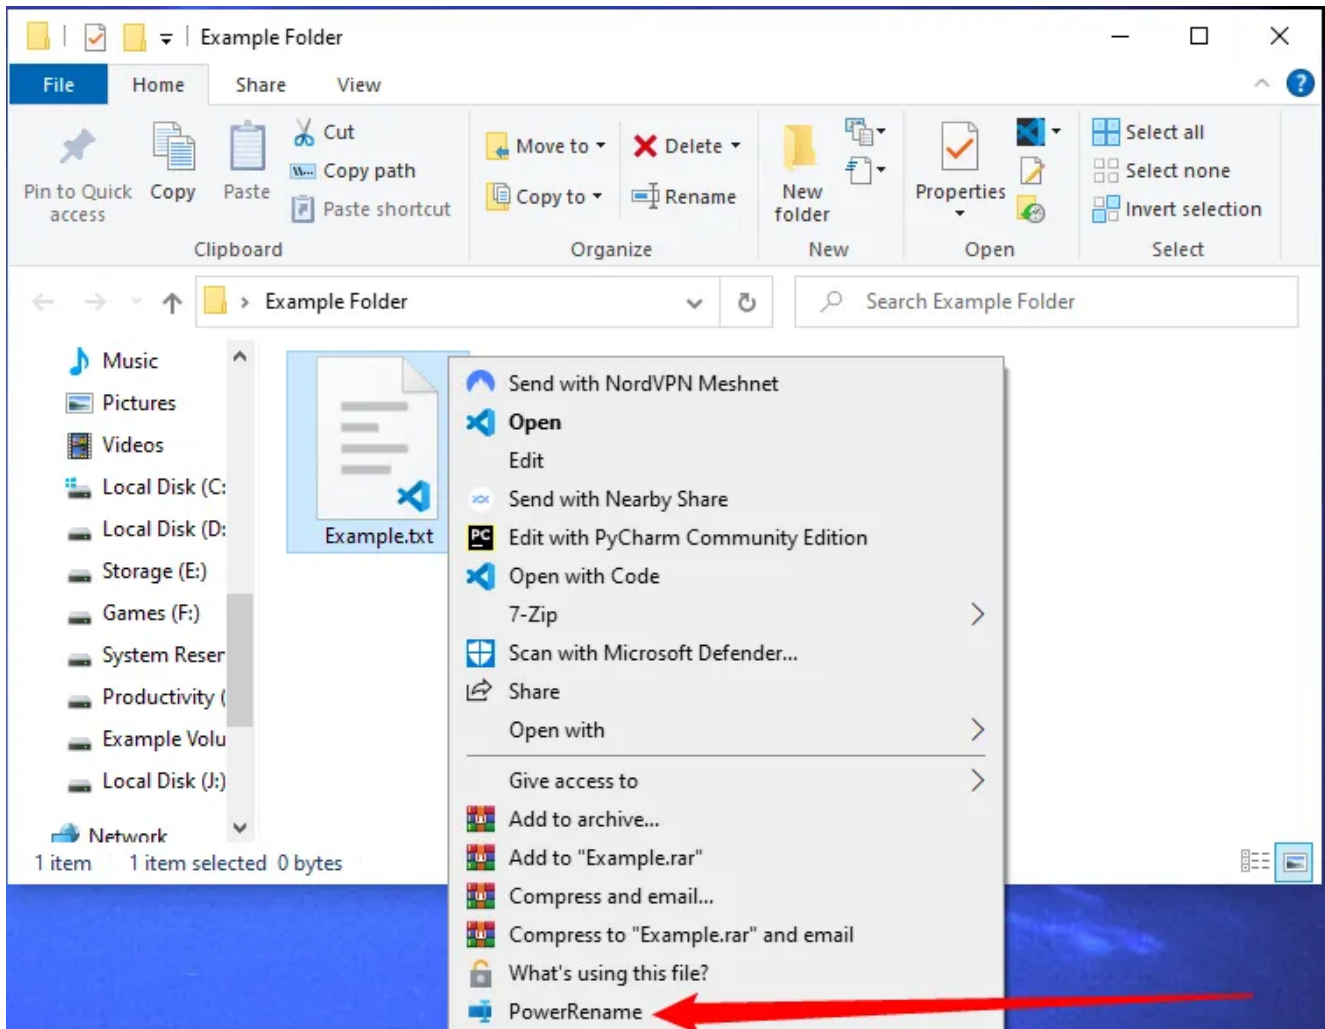 Example Folder
File Home Share View
Pin to Quick access
Copy
Paste
Cut
Copy path
Paste shortcut
Clipboard
Move to
Copy to
Delete
Rename
Organize
New folder
New
Properties
Open
Select all
Select none
Invert selection
Select
Example Folder
Search Example Folder
Music
Pictures
Videos
Local Disk (C:
Local Disk (D:
Storage (E:)
Games (F:)
System Reser
Productivity (
Example Volu
Local Disk (J:)
Network
Example.txt
Send with NordVPN Meshnet
Open
Edit
Send with Nearby Share
PC
Edit with PyCharm Community Edition
Open with Code
7-Zip
Scan with Microsoft Defender...
Share
Open with
Give access to
Add to archive...
Add to "Example.rar"
Compress and email...
Compress to "Example.rar" and email
What's using this file?
PowerRename
1 item 1 item selected 0 bytes